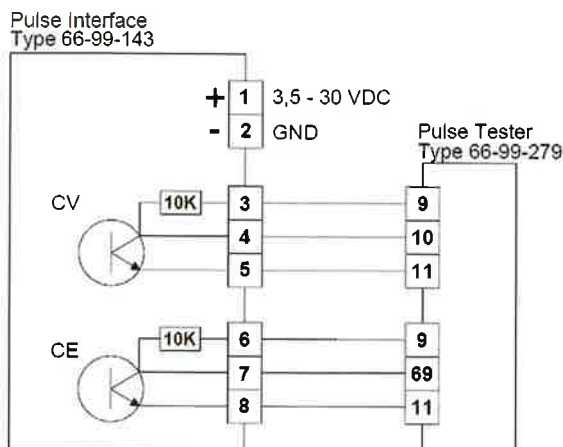 Pulse Interface
Type 66-99-143
+ 1 3,5 - 30 VDC
- 2 GND
Pulse Tester
Type 66-99-279
CV 10K 3 9
4 10
5 11
CE 10K 6 9
7 69
8 11